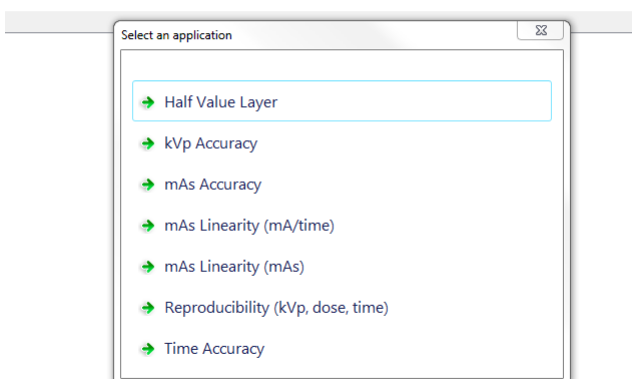 Select an application
Half Value Layer
kVp Accuracy
mAs Accuracy
mAs Linearity (mA/time)
mAs Linearity (mAs)
Reproducibility (kVp, dose, time)
Time Accuracy